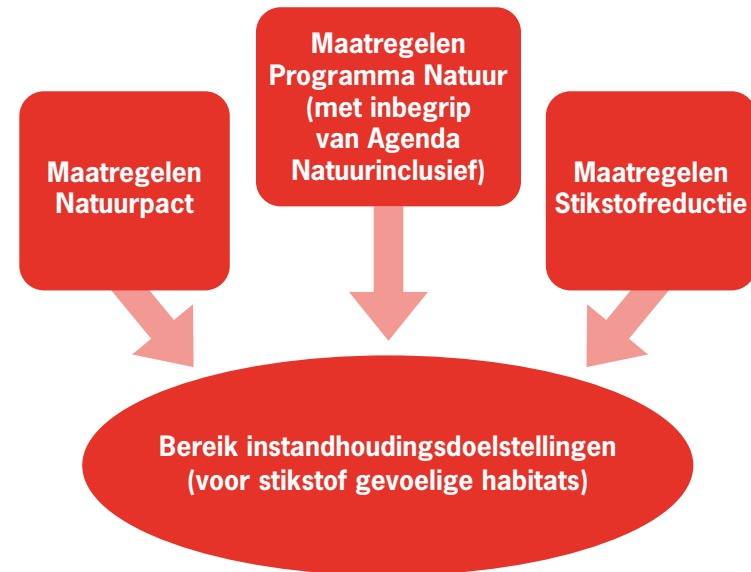 Maatregelen
Natuurpact
Maatregelen
Programma Natuur
(met inbegrip
van Agenda
Natuurinclusief)
Maatregelen
Stikstofreductie
Bereik instandhoudingsdoelstellingen
(voor stikstof gevoelige habitats)